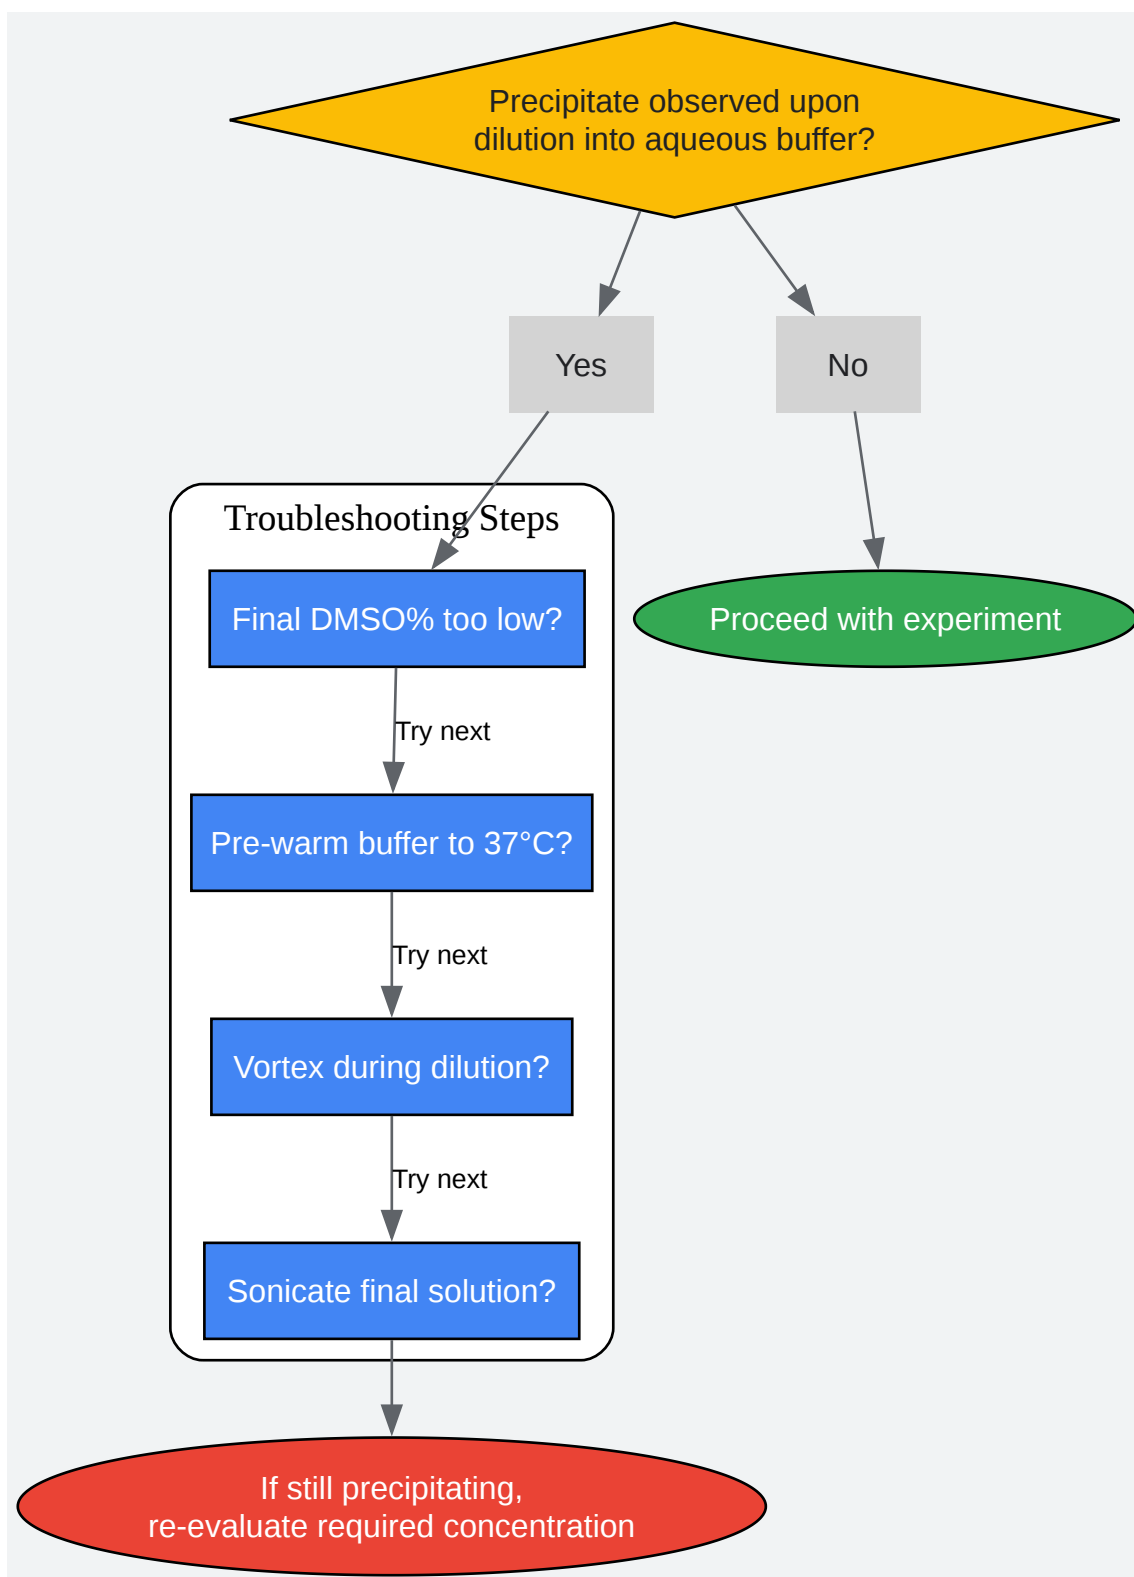 Precipitate observed upon
dilution into aqueous buffer?
Yes
No
Troubleshooting Steps
Final DMSO% too low?
Proceed with experiment
Try next
Pre-warm buffer to 37°C?
Try next
Vortex during dilution?
Try next
Sonicate final solution?
If still precipitating,
re-evaluate required concentration